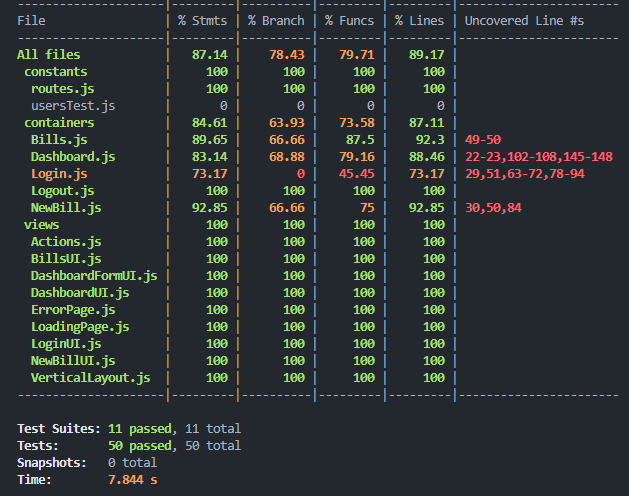 --------------------|---------|----------|---------|---------|------------------------
File                | % Stmts | % Branch | % Funcs | % Lines | Uncovered Line #s
--------------------|---------|----------|---------|---------|------------------------
All files           |   87.14 |    78.43 |   79.71 |   89.17 |
 constants          |     100 |      100 |     100 |     100 |
  routes.js         |     100 |      100 |     100 |     100 |
  usersTest.js      |       0 |        0 |       0 |       0 |
 containers         |   84.61 |    63.93 |   73.58 |   87.11 |
  Bills.js          |   89.65 |    66.66 |    87.5 |    92.3 | 49-50
  Dashboard.js      |   83.14 |    68.88 |   79.16 |   88.46 | 22-23,102-108,145-148
  Login.js          |   73.17 |        0 |   45.45 |   73.17 | 29,51,63-72,78-94
  Logout.js         |     100 |      100 |     100 |     100 |
  NewBill.js        |   92.85 |    66.66 |      75 |   92.85 | 30,50,84
 views              |     100 |      100 |     100 |     100 |
  Actions.js        |     100 |      100 |     100 |     100 |
  BillsUI.js        |     100 |      100 |     100 |     100 |
  DashboardFormUI.js |     100 |      100 |     100 |     100 |
  DashboardUI.js    |     100 |      100 |     100 |     100 |
  ErrorPage.js      |     100 |      100 |     100 |     100 |
  LoadingPage.js    |     100 |      100 |     100 |     100 |
  LoginUI.js        |     100 |      100 |     100 |     100 |
  NewBillUI.js      |     100 |      100 |     100 |     100 |
  VerticalLayout.js |     100 |      100 |     100 |     100 |
--------------------|---------|----------|---------|---------|------------------------
Test Suites: 11 passed, 11 total
Tests:       50 passed, 50 total
Snapshots:   0 total
Time:        7.844 s